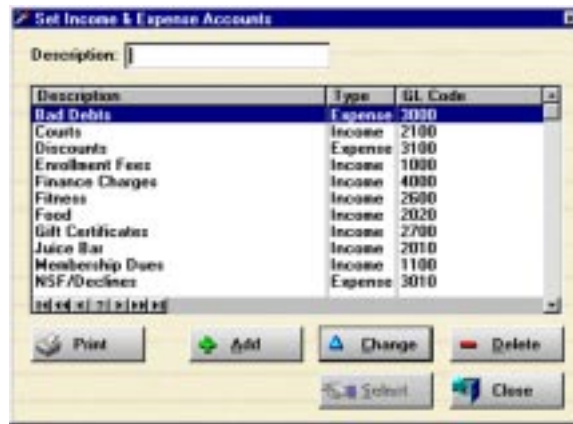 Set Income & Expense Accounts
Description:
Description Type GL Code
Bad Debts Expense 3000
Courts Income 2100
Discounts Expense 3100
Enrollment Fees Income 1000
Finance Charges Income 4000
Fitness Income 2600
Food Income 2020
Gift Certificates Income 2700
Juice Bar Income 2010
Membership Dues Income 1100
NSF/Declines Expense 3010
Print Add Change Delete
Select Close